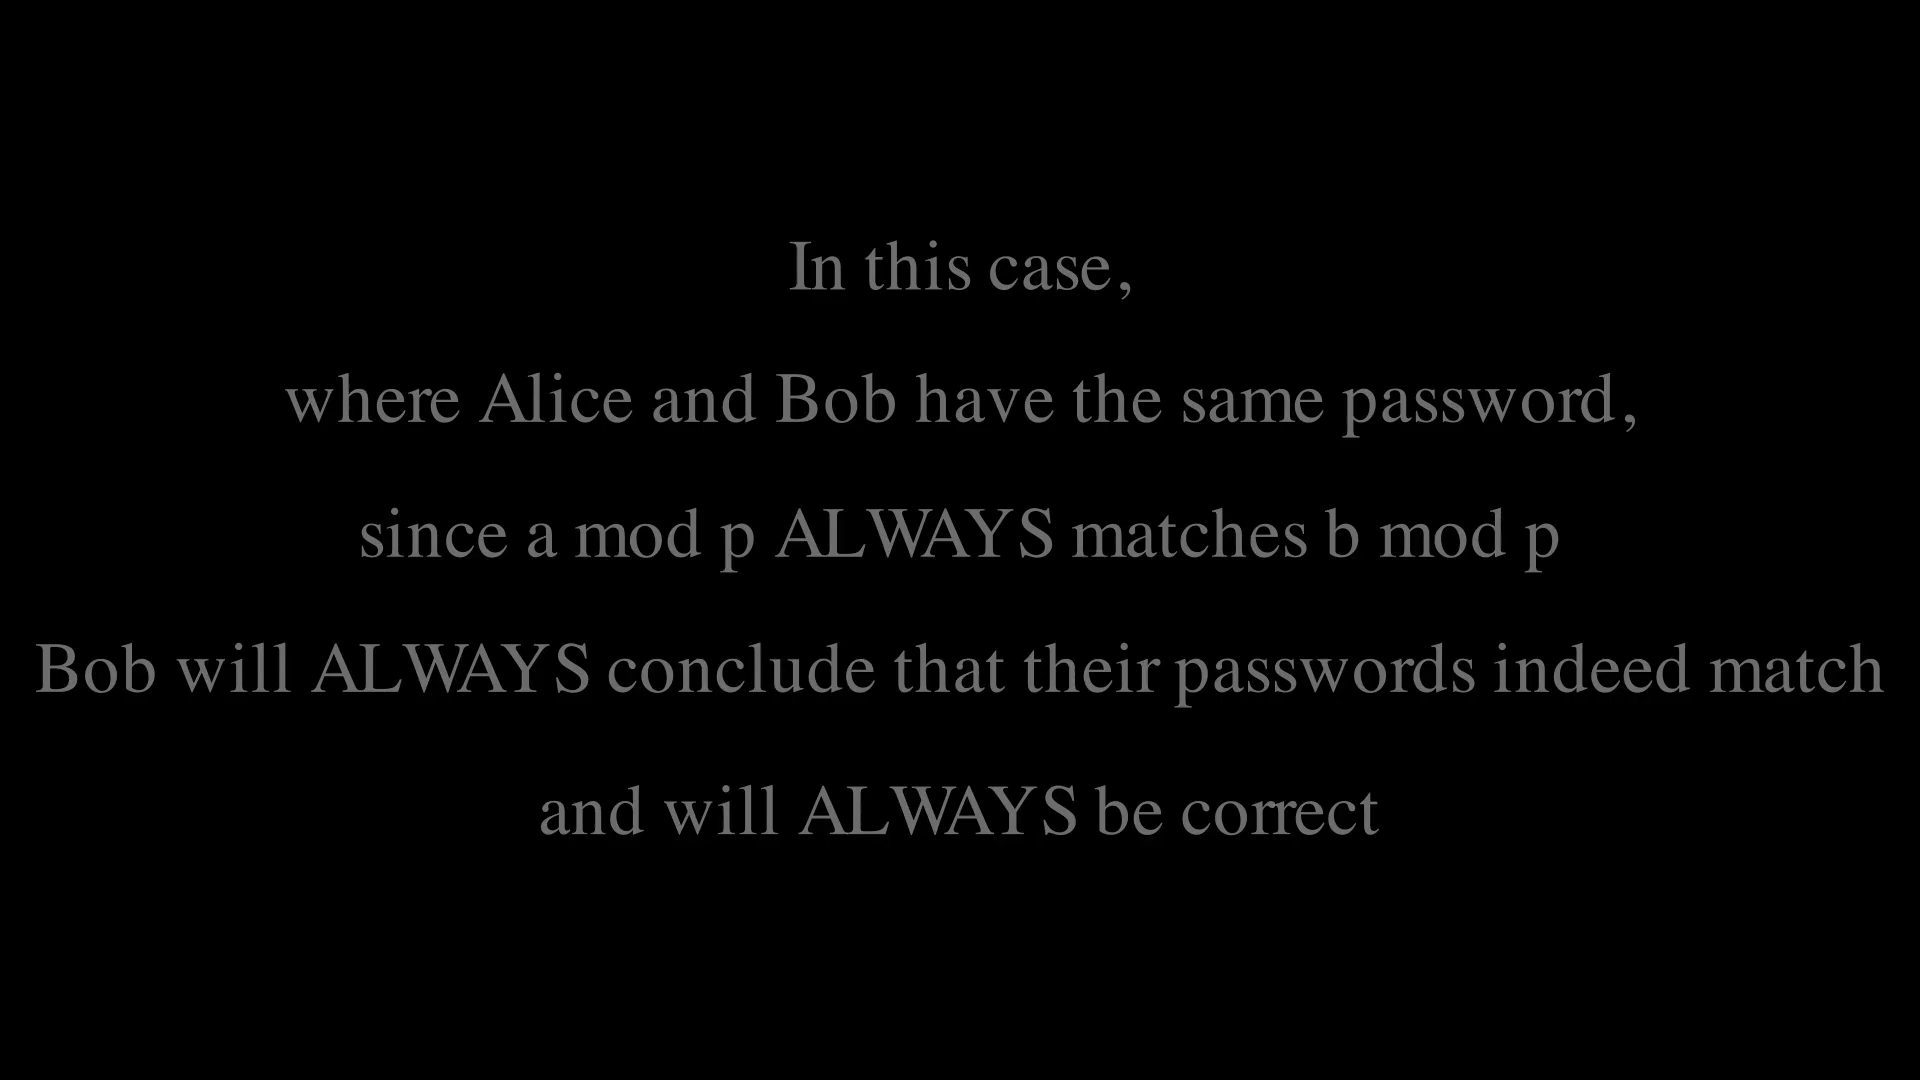 In this case,
where Alice and Bob have the same password,
since a mod p ALWAYS matches b mod p
Bob will ALWAYS conclude that their passwords indeed match
and will ALWAYS be correct